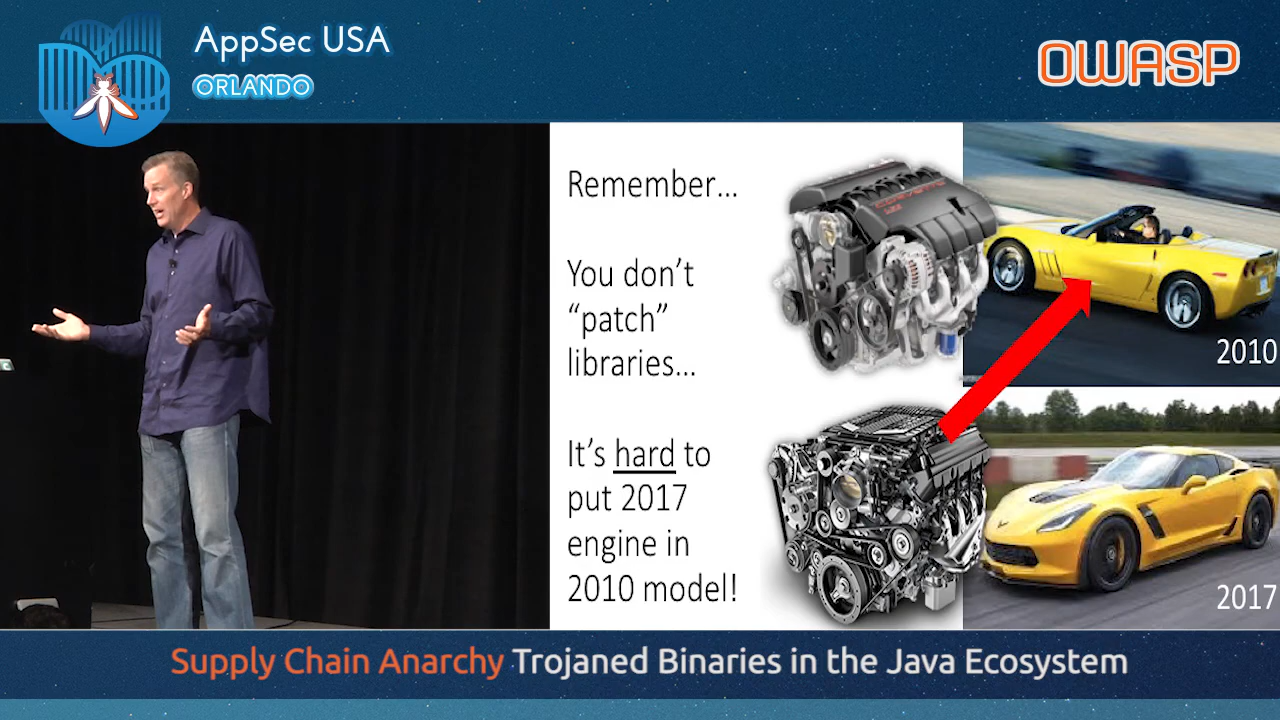 AppSec USA
ORLANDO
OWASP
Remember...
You don't
"patch"
libraries...
It's hard to
put 2017
engine in
2010 model!
CORVETTE
2010
2017
Supply Chain Anarchy Trojaned Binaries in the Java Ecosystem